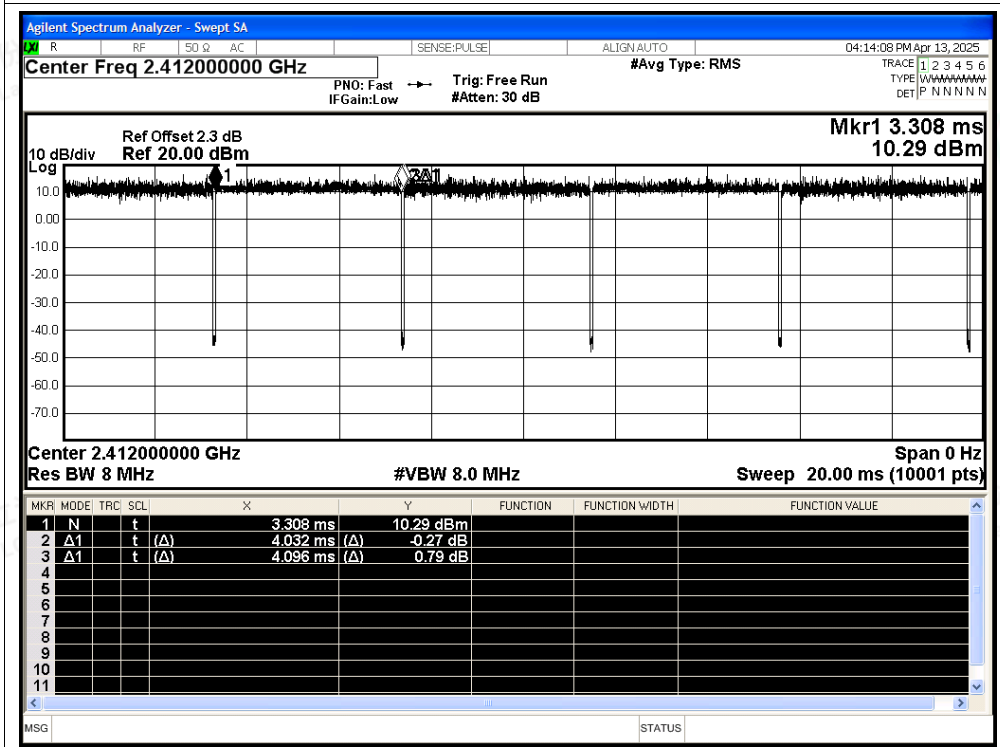 Agilent Spectrum Analyzer - Swept SA
LXI R RF 50 Ω AC SENSE:PULSE ALIGN AUTO 04:14:08 PM Apr 13, 2025
Center Freq 2.412000000 GHz #Avg Type: RMS TRACE 1 2 3 4 5 6
PNO: Fast Trig: Free Run TYPE W
IFGain:Low #Atten: 30 dB DET P N N N N N
Mkr1 3.308 ms
Ref Offset 2.3 dB
10 dB/div Ref 20.00 dBm 10.29 dBm
Log
1
3Δ1
10.0
0.00
-10.0
-20.0
-30.0
-40.0
-50.0
-60.0
-70.0
Center 2.412000000 GHz Span 0 Hz
Res BW 8 MHz #VBW 8.0 MHz Sweep 20.00 ms (10001 pts)
MKR MODE TRC SCL X Y FUNCTION FUNCTION WIDTH FUNCTION VALUE
1 N t 3.308 ms 10.29 dBm
2 Δ1 t (Δ) 4.032 ms (Δ) -0.27 dB
3 Δ1 t (Δ) 4.096 ms (Δ) 0.79 dB
4
5
6
7
8
9
10
11
MSG STATUS